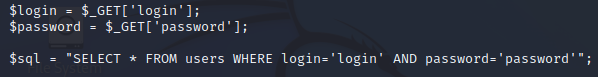 $login = $_GET['login'];
$password = $_GET['password'];
$sql = "SELECT * FROM users WHERE login='login' AND password='password'";